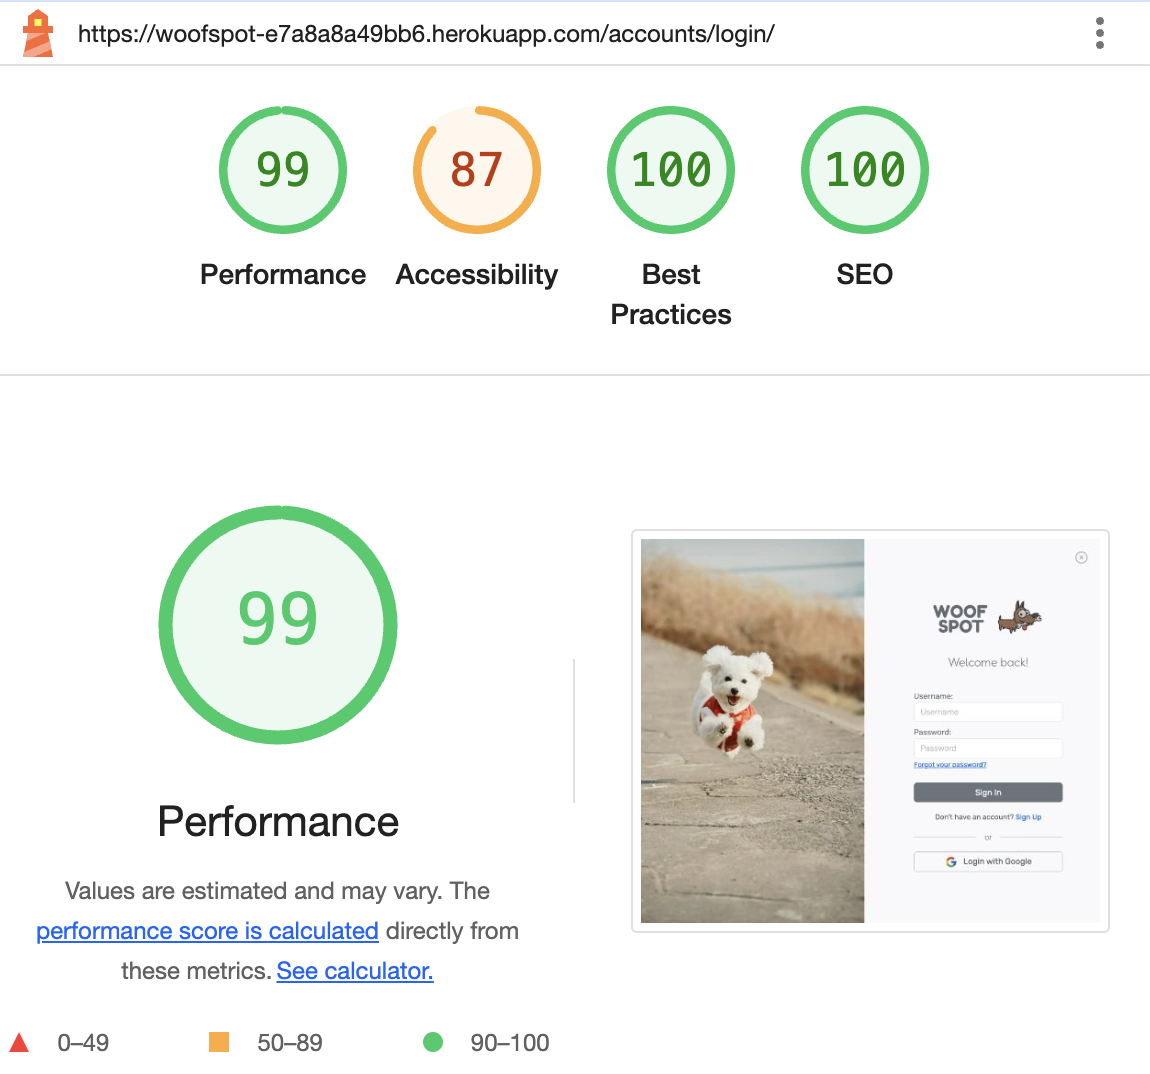 https://woofspot-e7a8a8a49bb6.herokuapp.com/accounts/login/
99
87
100
100
Performance
Accessibility
Best
Practices
SEO
99
Performance
Values are estimated and may vary. The
performance score is calculated directly from
these metrics. See calculator.
0–49
50–89
90–100
WOOF
SPOT
Welcome back!
Username:
Username
Password:
Password
Forgot your password?
Sign In
Don't have an account? Sign Up
or
Login with Google